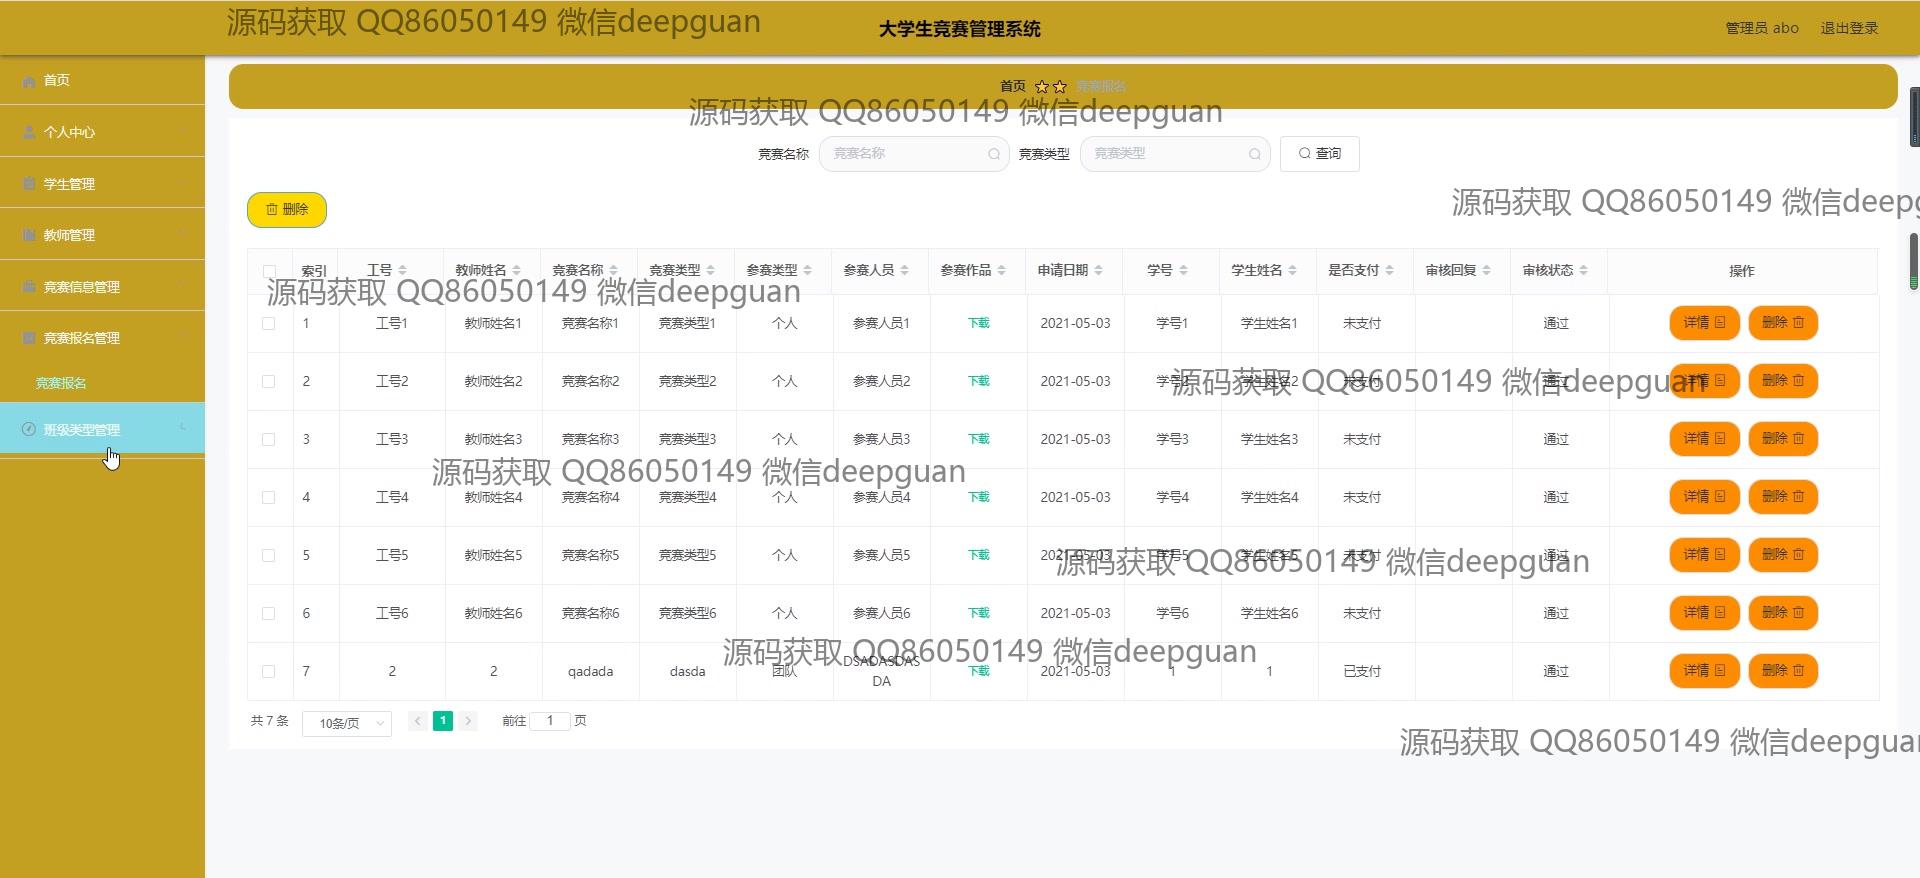 源码获取 QQ86050149 微信deepguan
大学生竞赛管理系统
管理员 abo 退出登录
首页
个人中心
学生管理
教师管理
竞赛信息管理
竞赛报名管理
竞赛报名
班级类型管理
首页 竞赛报名
源码获取 QQ86050149 微信deepguan
竞赛名称 竞赛名称 竞赛类型 竞赛类型 查询
源码获取 QQ86050149 微信deepg
删除
索引 工号 教师姓名 竞赛名称 竞赛类型 参赛类型 参赛人员 参赛作品 申请日期 学号 学生姓名 是否支付 审核回复 审核状态 操作
源码获取 QQ86050149 微信deepguan
1 工号1 教师姓名1 竞赛名称1 竞赛类型1 个人 参赛人员1 下载 2021-05-03 学号1 学生姓名1 未支付 通过 详情 删除
2 工号2 教师姓名2 竞赛名称2 竞赛类型2 个人 参赛人员2 下载 2021-05-03 学号2 学生姓名2 未支付 通过 详情 删除
源码获取 QQ86050149 微信deepguan
3 工号3 教师姓名3 竞赛名称3 竞赛类型3 个人 参赛人员3 下载 2021-05-03 学号3 学生姓名3 未支付 通过 详情 删除
源码获取 QQ86050149 微信deepguan
4 工号4 教师姓名4 竞赛名称4 竞赛类型4 个人 参赛人员4 下载 2021-05-03 学号4 学生姓名4 未支付 通过 详情 删除
5 工号5 教师姓名5 竞赛名称5 竞赛类型5 个人 参赛人员5 下载 2021-05-03 学号5 学生姓名5 未支付 通过 详情 删除
源码获取 QQ86050149 微信deepguan
6 工号6 教师姓名6 竞赛名称6 竞赛类型6 个人 参赛人员6 下载 2021-05-03 学号6 学生姓名6 未支付 通过 详情 删除
源码获取 QQ86050149 微信deepguan
7 2 2 qadada dasda 团队 DSADASDAS
DA 下载 2021-05-03 1 1 已支付 通过 详情 删除
共 7 条 10条/页 1 前往 1 页
源码获取 QQ86050149 微信deepguan